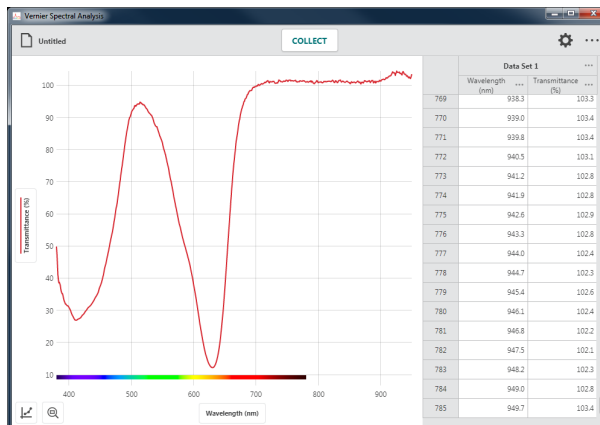 Vernier Spectral Analysis
Untitled
COLLECT
Data Set 1
Wavelength (nm) Transmittance (%)
769 938.3 103.3
770 939.0 103.4
771 939.8 103.4
772 940.5 103.1
773 941.2 102.8
774 941.9 102.8
775 942.6 102.9
776 943.3 102.8
777 944.0 102.4
778 944.7 102.3
779 945.4 102.6
780 946.1 102.4
781 946.8 102.2
782 947.5 102.1
783 948.2 102.3
784 949.0 102.8
785 949.7 103.4
Transmittance (%)
100
90
80
70
60
50
40
30
20
10
400 500 600 700 800 900
Wavelength (nm)